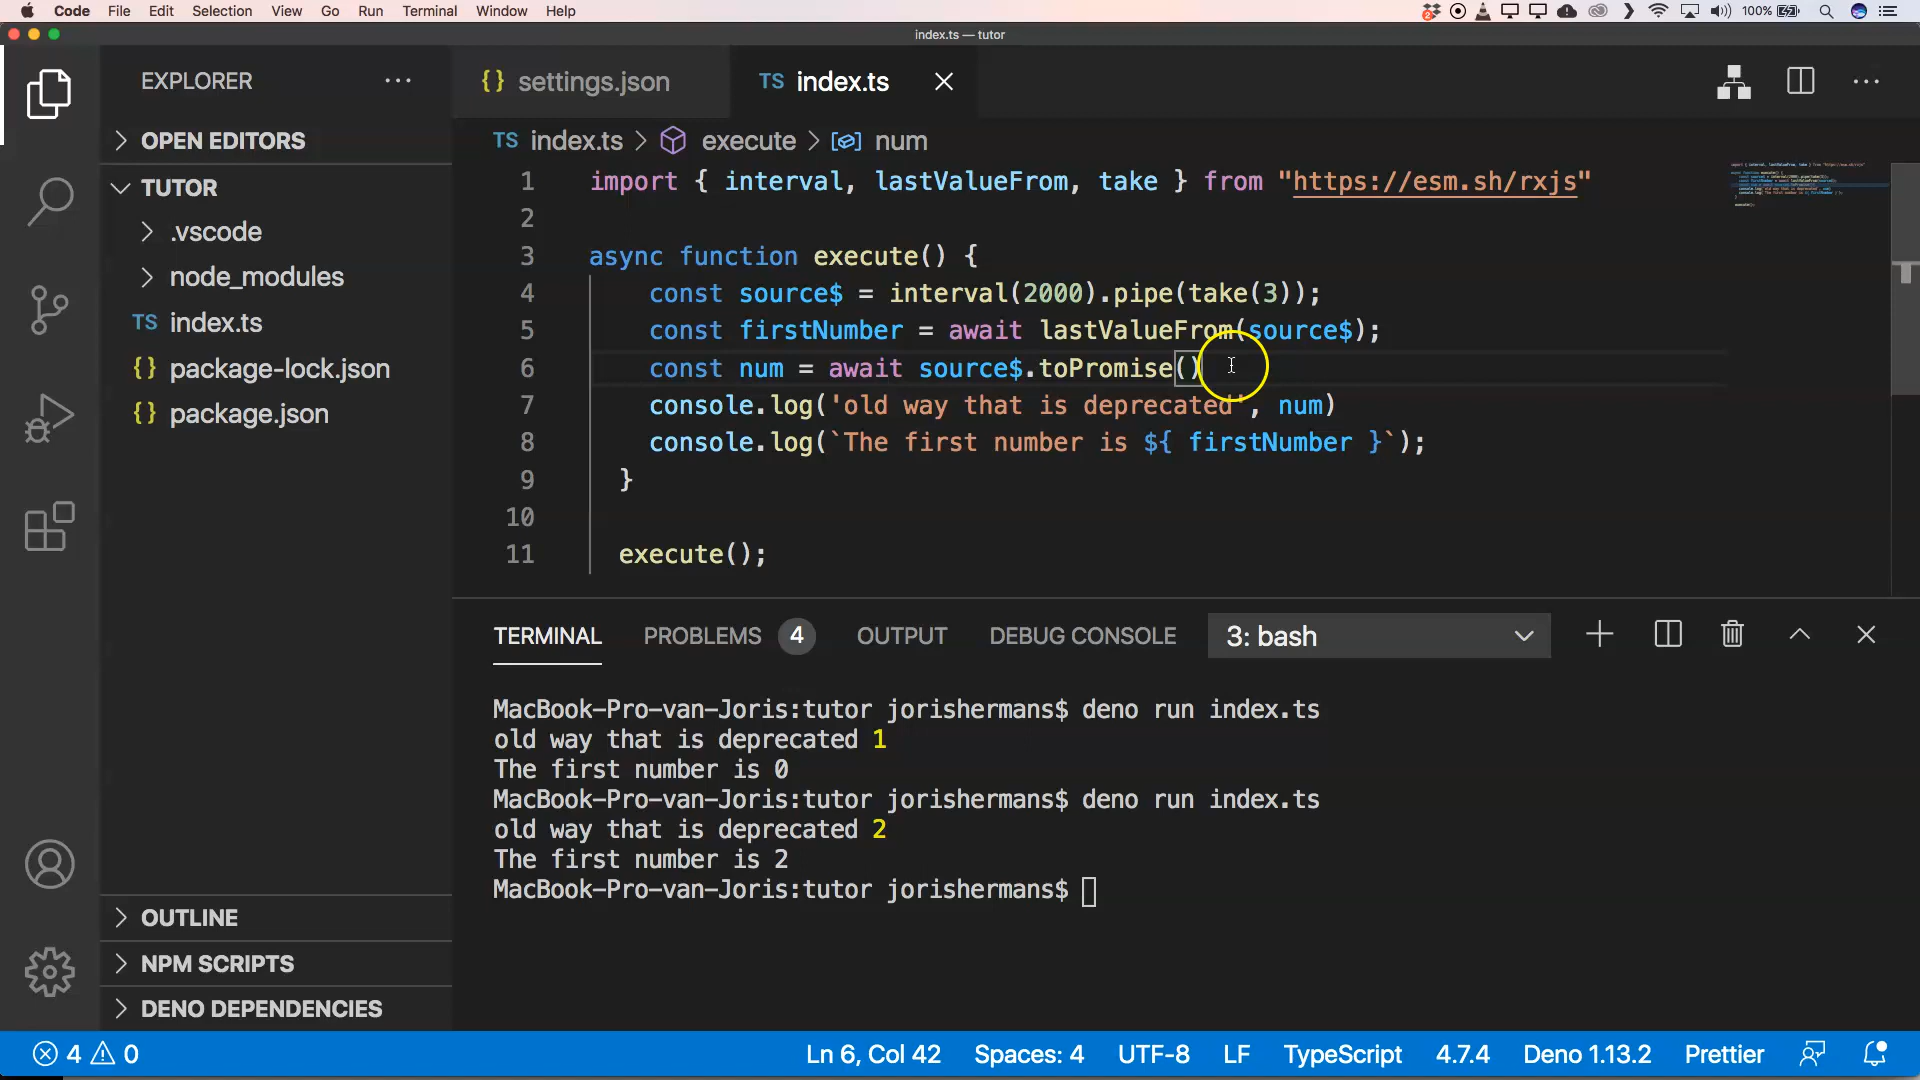 Code File Edit Selection View Go Run Terminal Window Help
100%
index.ts — tutor
EXPLORER
settings.json
TS index.ts
OPEN EDITORS
TS index.ts > execute > num
TUTOR
.vscode
node_modules
TS index.ts
{} package-lock.json
{} package.json
1 import { interval, lastValueFrom, take } from "https://esm.sh/rxjs"
2
3 async function execute() {
4 const source$ = interval(2000).pipe(take(3));
5 const firstNumber = await lastValueFrom(source$);
6 const num = await source$.toPromise()
7 console.log('old way that is deprecated', num)
8 console.log(`The first number is ${ firstNumber }`);
9 }
10
11 execute();
TERMINAL PROBLEMS 4 OUTPUT DEBUG CONSOLE 3: bash
MacBook-Pro-van-Joris:tutor jorishermans$ deno run index.ts
old way that is deprecated 1
The first number is 0
MacBook-Pro-van-Joris:tutor jorishermans$ deno run index.ts
old way that is deprecated 2
The first number is 2
MacBook-Pro-van-Joris:tutor jorishermans$
OUTLINE
NPM SCRIPTS
DENO DEPENDENCIES
4 0 Ln 6, Col 42 Spaces: 4 UTF-8 LF TypeScript 4.7.4 Deno 1.13.2 Prettier